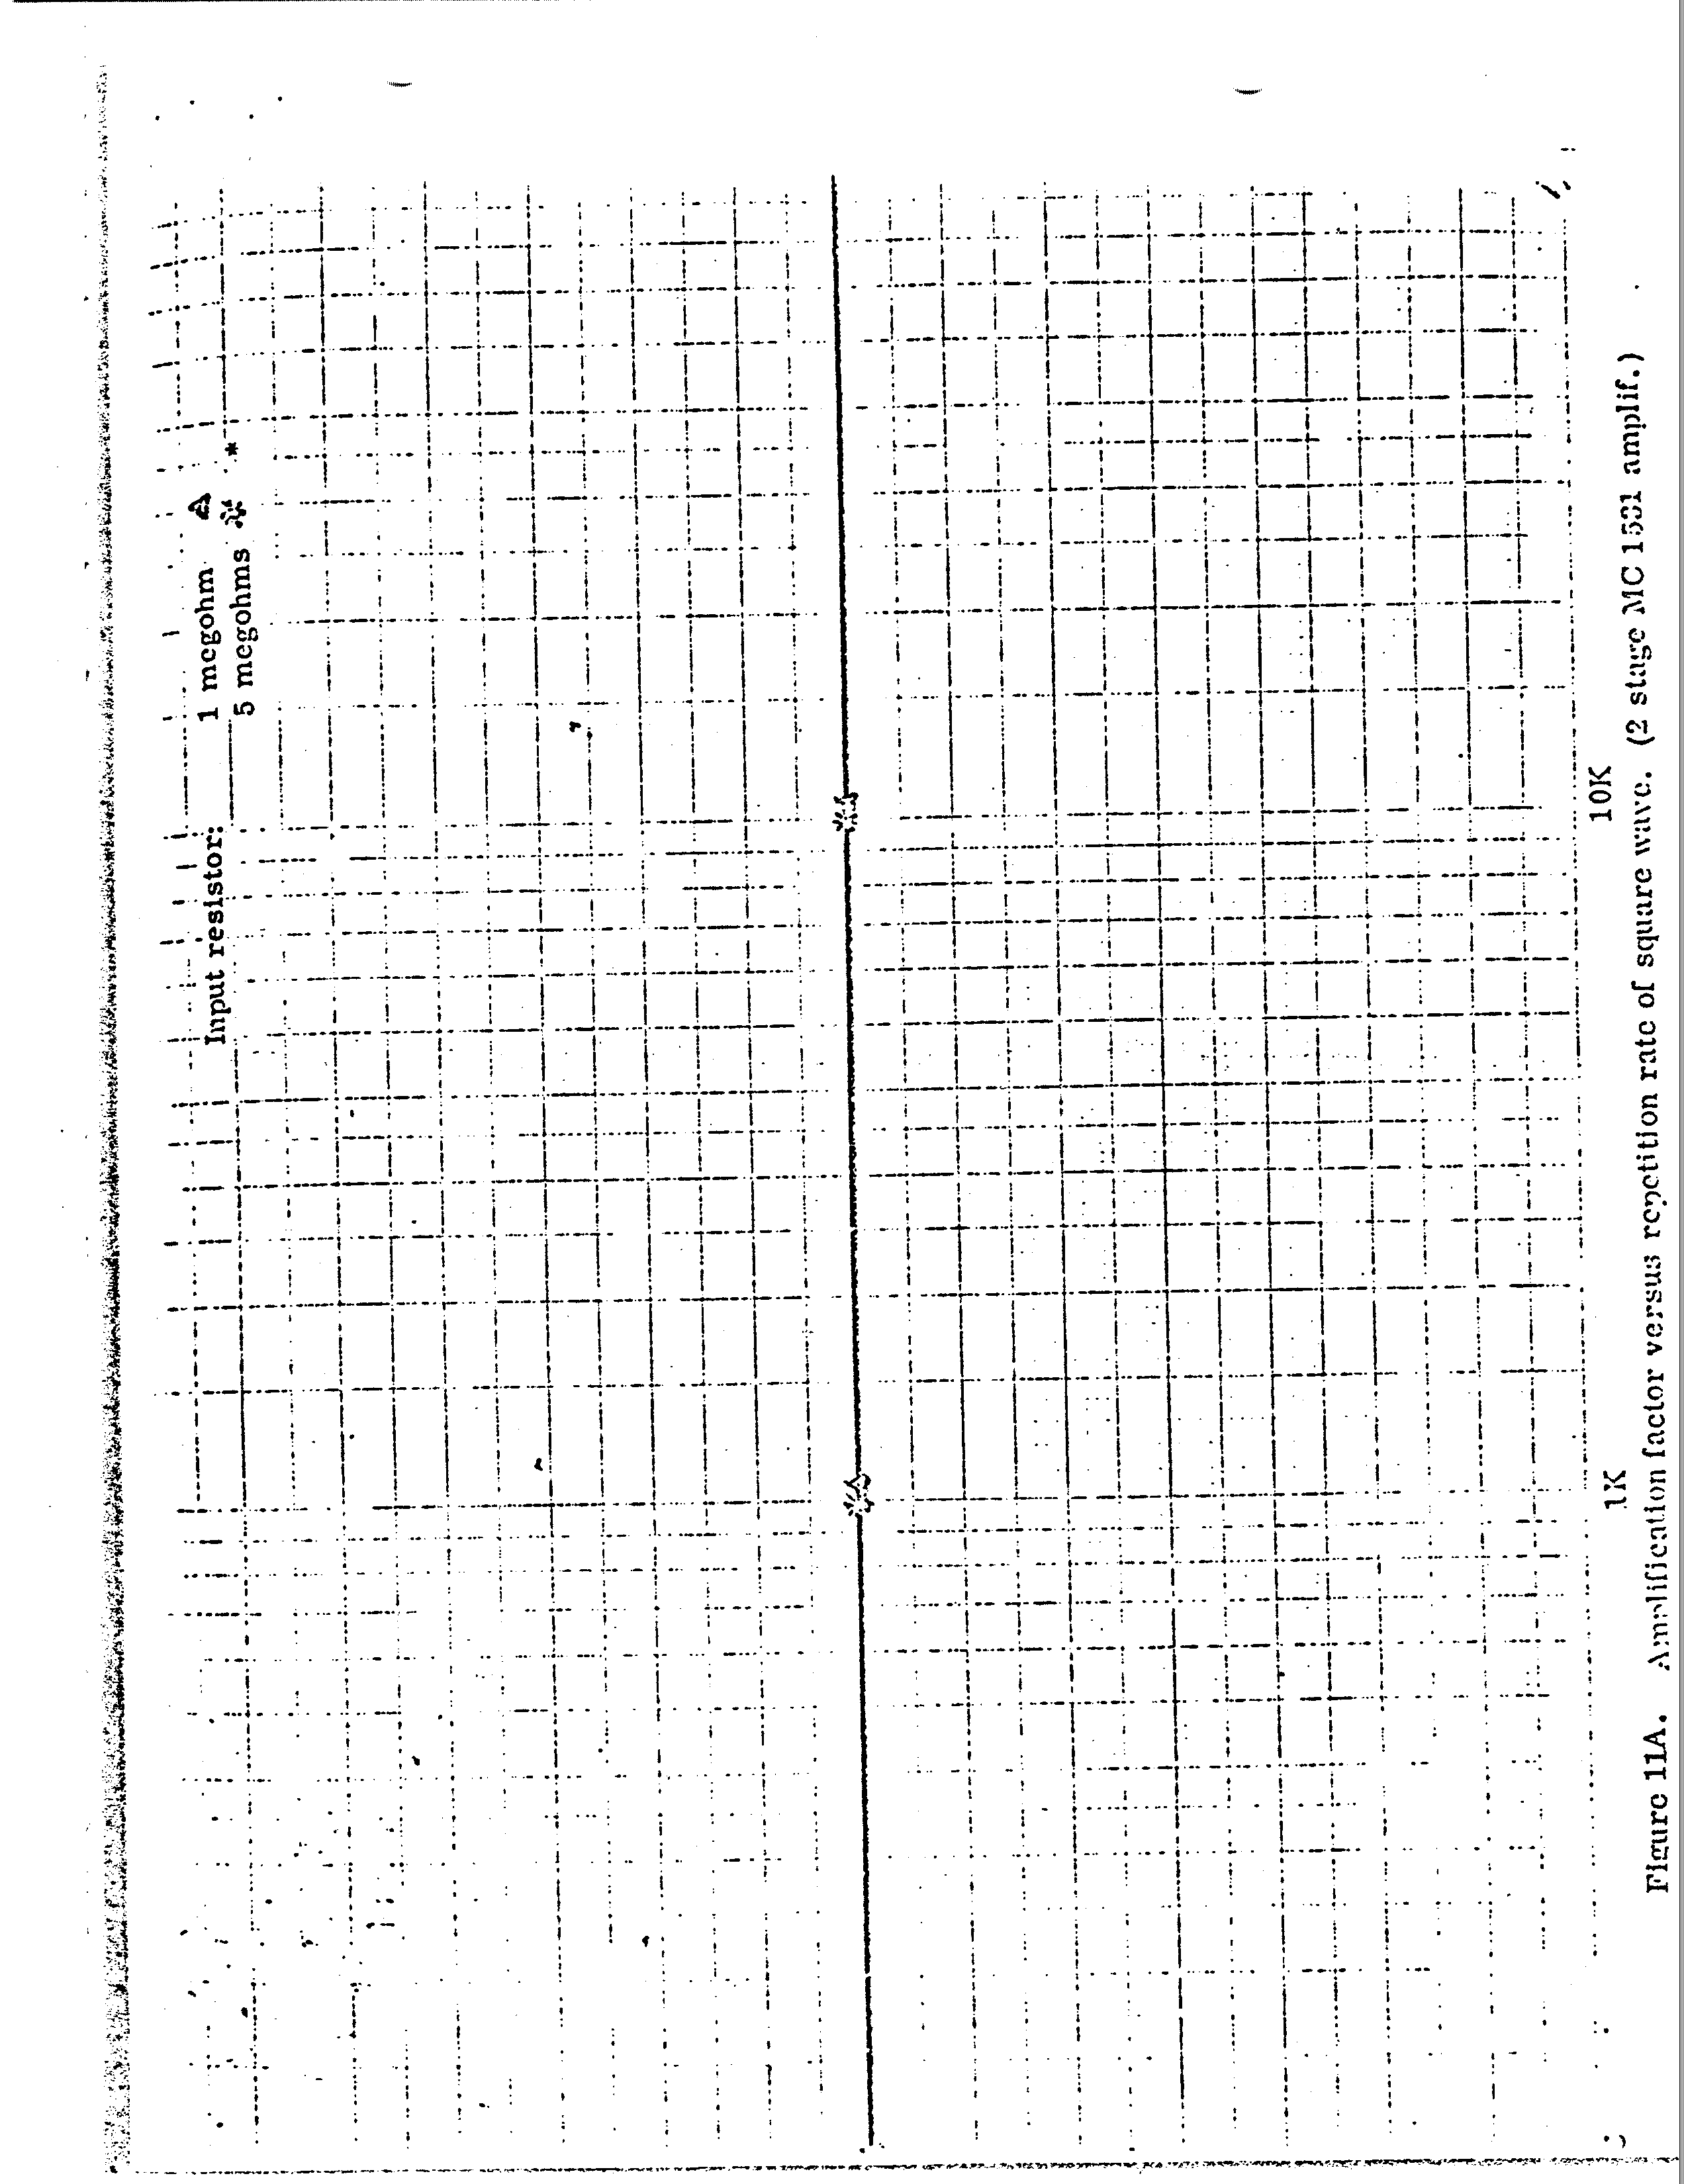 Input resistor: 1 megohm
5 megohms *
1K 10K
Figure 11A. Amplification factor versus repetition rate of square wave. (2 stage MC 1531 amplif.)